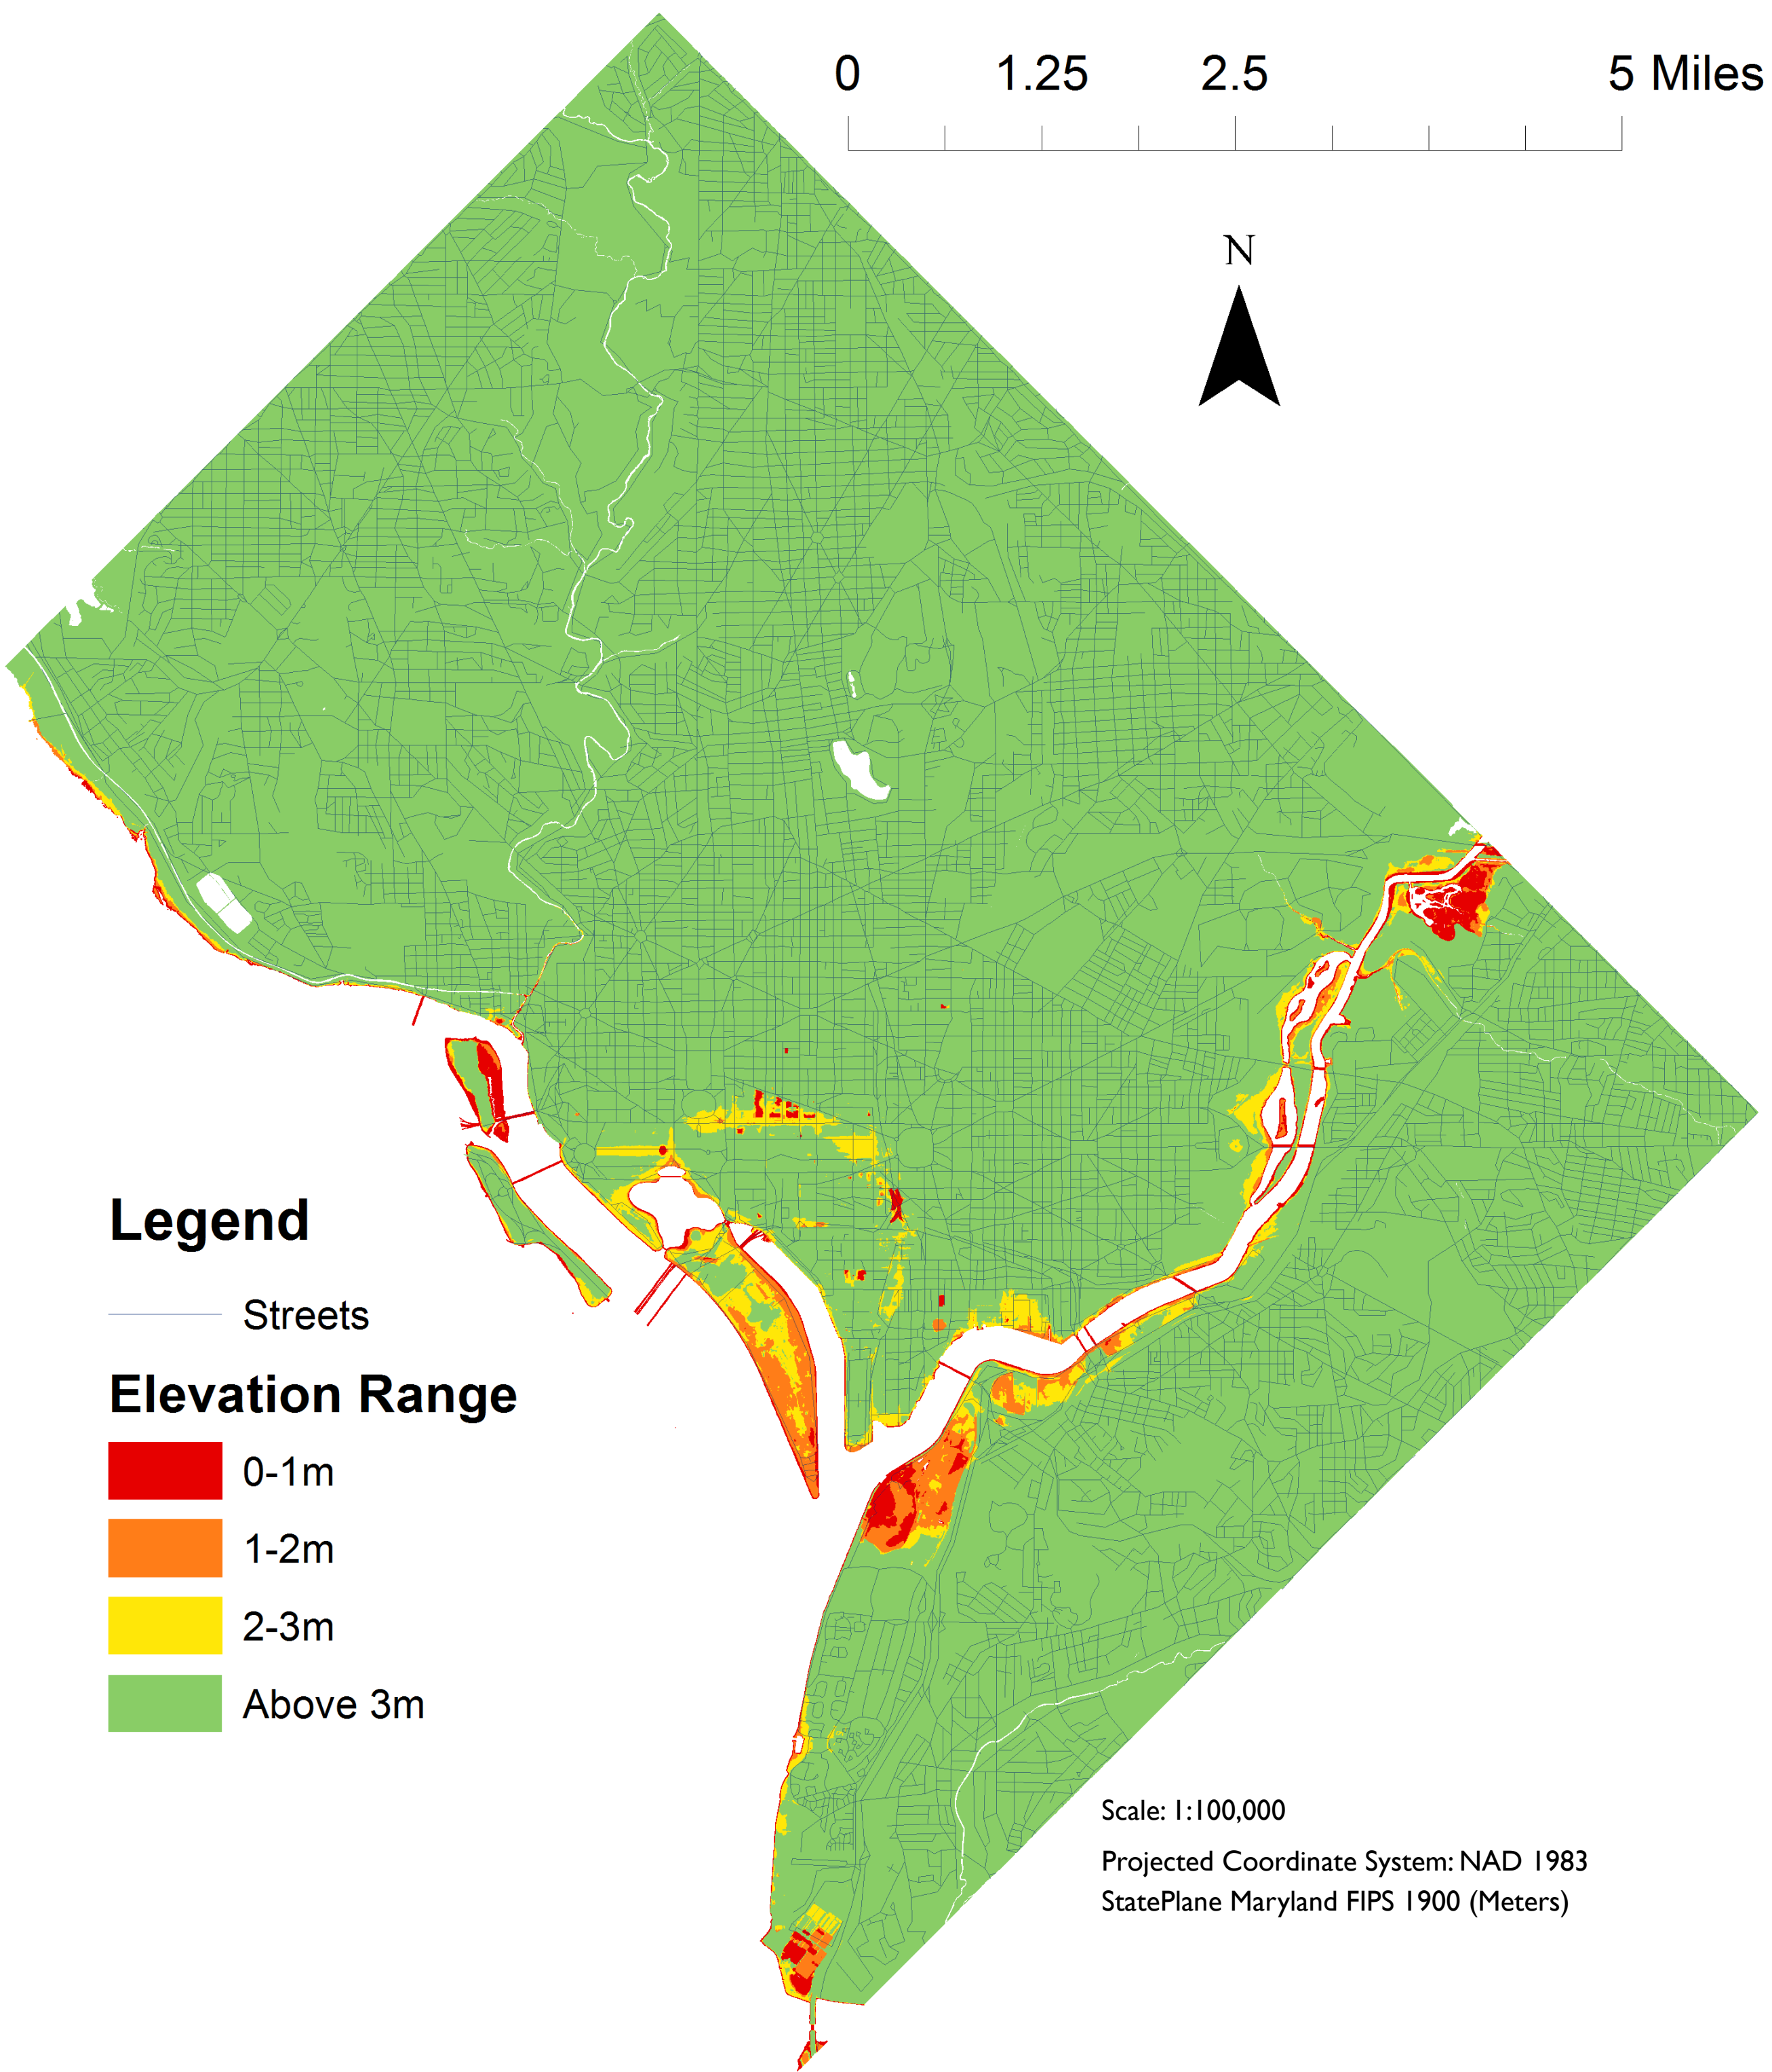 0 1.25 2.5 5 Miles
N
Legend
Streets
Elevation Range
0-1m
1-2m
2-3m
Above 3m
Scale: 1:100,000
Projected Coordinate System: NAD 1983
StatePlane Maryland FIPS 1900 (Meters)